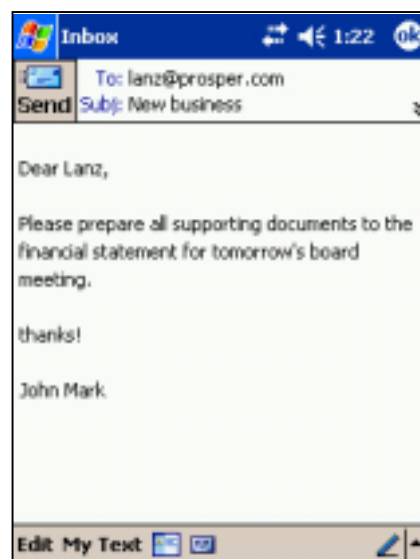 Inbox 1:22 ok
Send To: lanz@prosper.com
Subj: New business
Dear Lanz,
Please prepare all supporting documents to the
financial statement for tomorrow's board
meeting.
thanks!
John Mark
Edit My Text